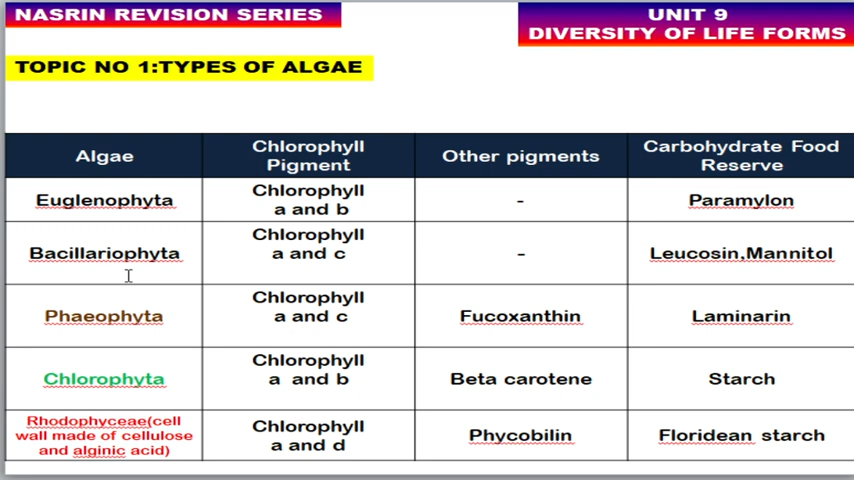 NASRIN REVISION SERIES
UNIT 9
DIVERSITY OF LIFE FORMS
TOPIC NO 1:TYPES OF ALGAE
Algae
Chlorophyll
Pigment
Other pigments
Carbohydrate Food
Reserve
Euglenophyta
Chlorophyll
a and b
-
Paramylon
Bacillariophyta
Chlorophyll
a and c
-
Leucosin,Mannitol
Phaeophyta
Chlorophyll
a and c
Fucoxanthin
Laminarin
Chlorophyta
Chlorophyll
a and b
Beta carotene
Starch
Rhodophyceae(cell
wall made of cellulose
and alginic acid)
Chlorophyll
a and d
Phycobilin
Floridean starch